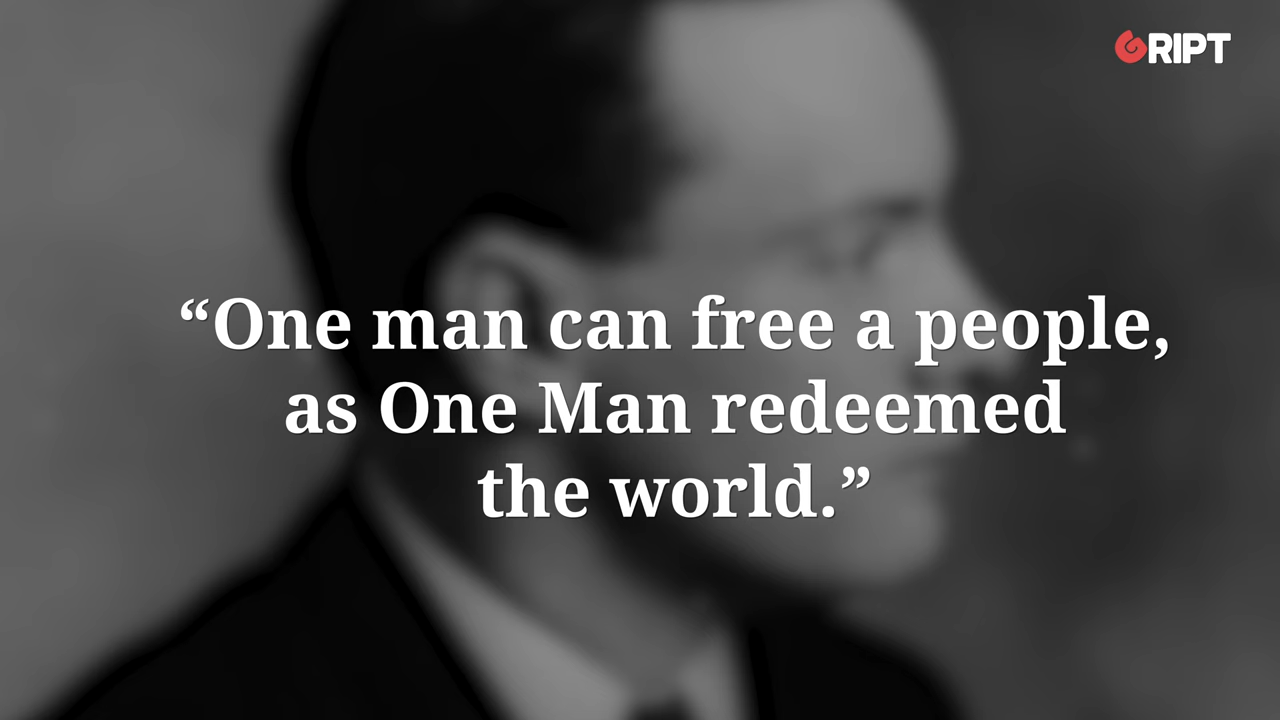 GRIPT
“One man can free a people,
as One Man redeemed
the world.”